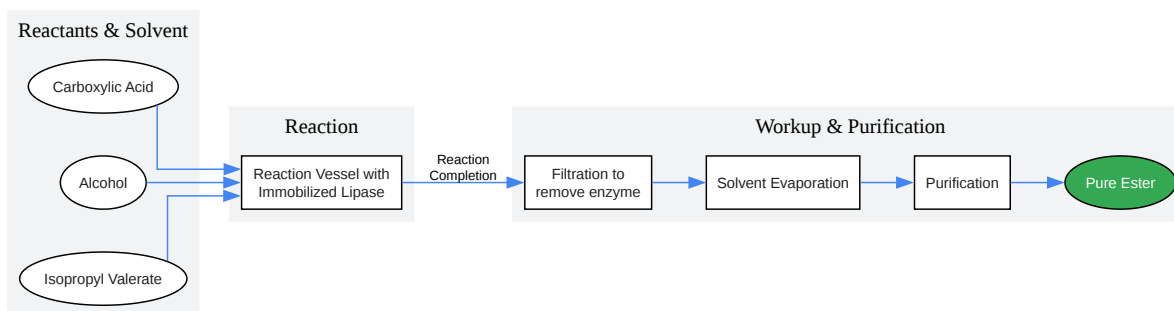 Reactants & Solvent
Carboxylic Acid
Alcohol
Isopropyl Valerate
Reaction
Reaction Vessel with
Immobilized Lipase
Reaction
Completion
Workup & Purification
Filtration to
remove enzyme
Solvent Evaporation
Purification
Pure Ester